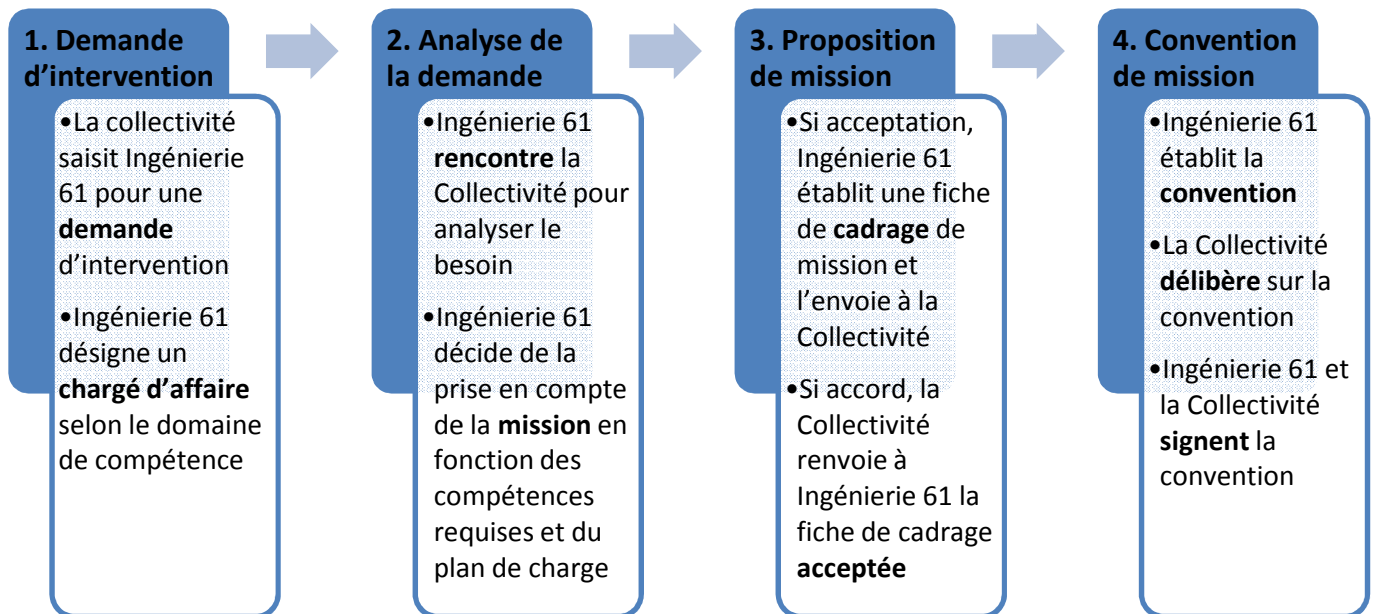 1. Demande
d’intervention
•La collectivité
saisit Ingénierie
61 pour une
demande
d’intervention
•Ingénierie 61
désigne un
chargé d’affaire
selon le domaine
de compétence
2. Analyse de
la demande
•Ingénierie 61
rencontre la
Collectivité pour
analyser le
besoin
•Ingénierie 61
décide de la
prise en compte
de la mission en
fonction des
compétences
requises et du
plan de charge
3. Proposition
de mission
•Si acceptation,
Ingénierie 61
établit une fiche
de cadrage de
mission et
l’envoie à la
Collectivité
•Si accord, la
Collectivité
renvoie à
Ingénierie 61 la
fiche de cadrage
acceptée
4. Convention
de mission
•Ingénierie 61
établit la
convention
•La Collectivité
délibère sur la
convention
•Ingénierie 61 et
la Collectivité
signent la
convention